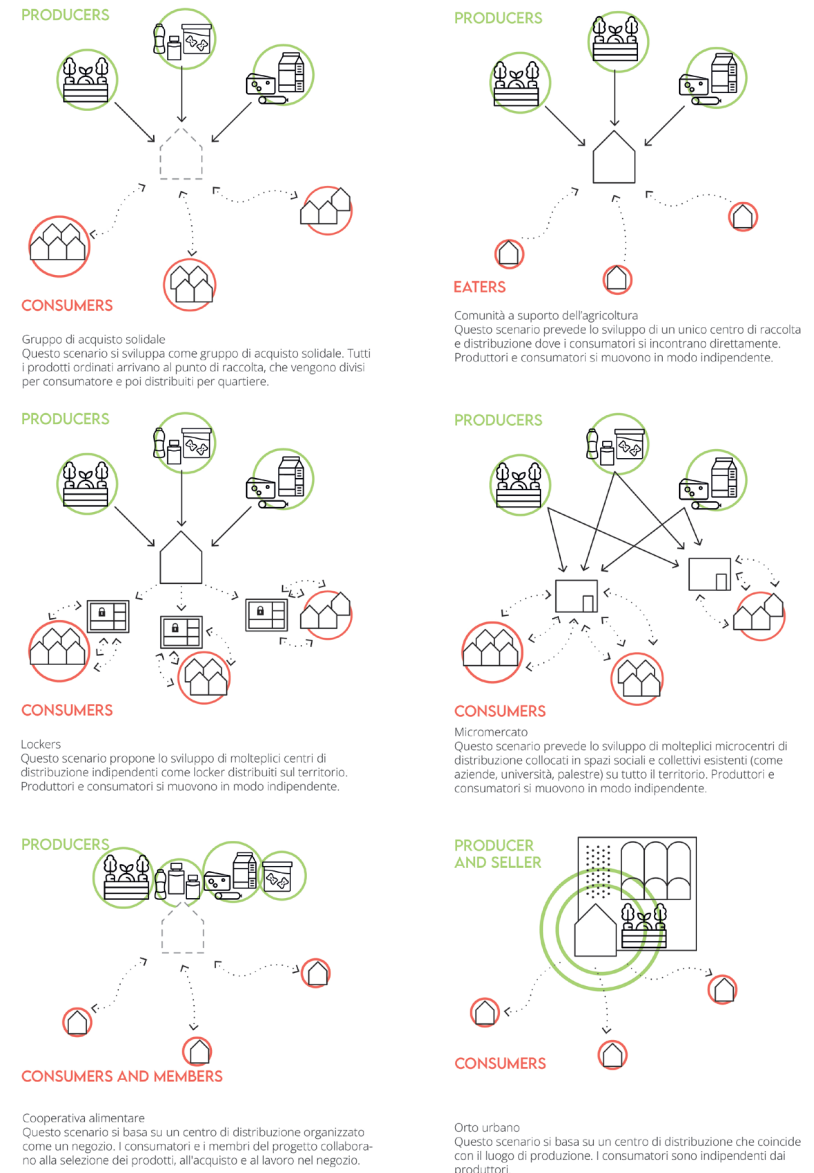 PRODUCERS
CONSUMERS
Gruppo di acquisto solidale
Questo scenario si sviluppa come gruppo di acquisto solidale. Tutti
i prodotti ordinati arrivano al punto di raccolta, che vengono divisi
per consumatore e poi distribuiti per quartiere.
PRODUCERS
EATERS
Comunità a suporto dell'agricoltura
Questo scenario prevede lo sviluppo di un unico centro di raccolta
e distribuzione dove i consumatori si incontrano direttamente.
Produttori e consumatori si muovono in modo indipendente.
PRODUCERS
CONSUMERS
Lockers
Questo scenario propone lo sviluppo di molteplici centri di
distribuzione indipendenti come locker distribuiti sul territorio.
Produttori e consumatori si muovono in modo indipendente.
PRODUCERS
CONSUMERS
Micromercato
Questo scenario prevede lo sviluppo di molteplici microcentri di
distribuzione collocati in spazi sociali e collettivi esistenti (come
aziende, università, palestre) su tutto il territorio. Produttori e
consumatori si muovono in modo indipendente.
PRODUCERS
CONSUMERS AND MEMBERS
Cooperativa alimentare
Questo scenario si basa su un centro di distribuzione organizzato
come un negozio. I consumatori e i membri del progetto collabora-
no alla selezione dei prodotti, all'acquisto e al lavoro nel negozio.
PRODUCER
AND SELLER
CONSUMERS
Orto urbano
Questo scenario si basa su un centro di distribuzione che coincide
con il luogo di produzione. I consumatori sono indipendenti dai
produttori.